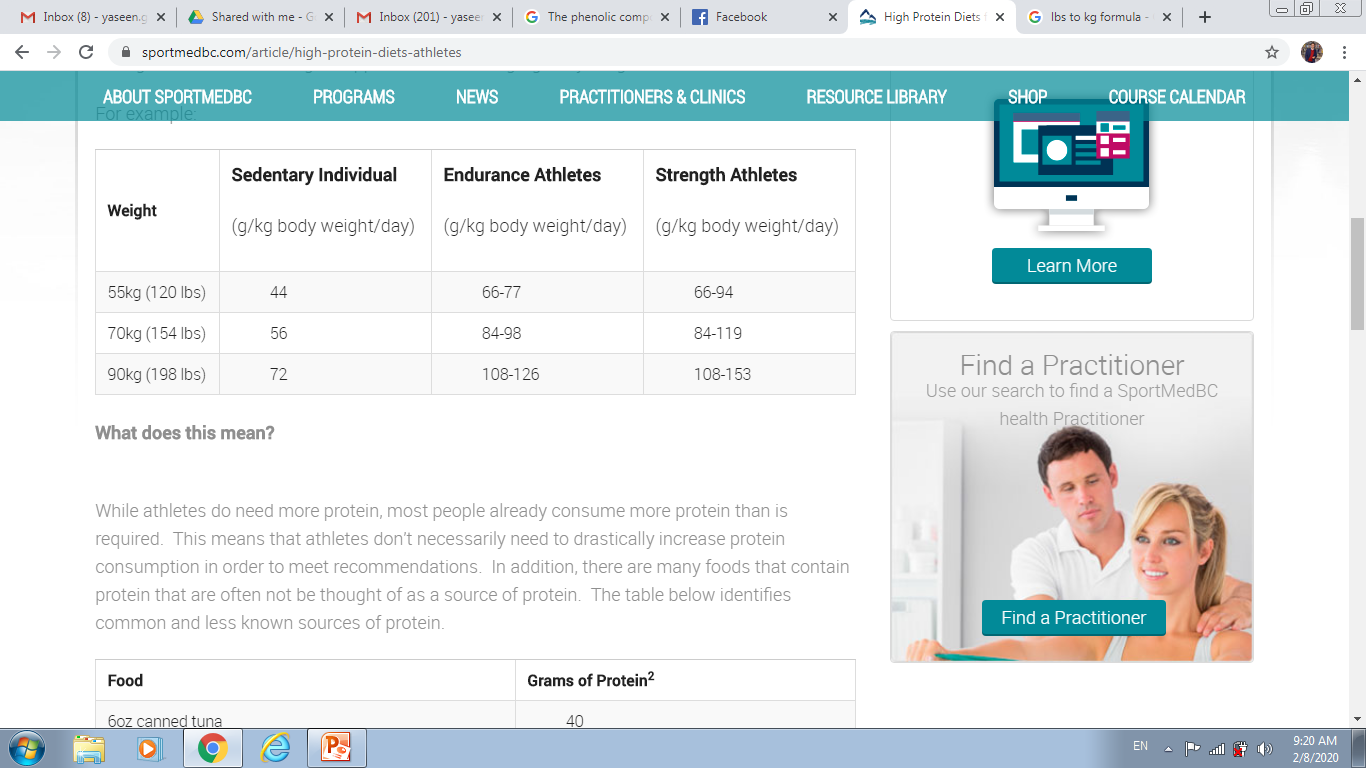 Inbox (8) - yaseen.g
Shared with me - G
Inbox (201) - yasee
The phenolic comp
Facebook
High Protein Diets f
lbs to kg formula -
sportmedbc.com/article/high-protein-diets-athletes
ABOUT SPORTMEDBC PROGRAMS NEWS PRACTITIONERS & CLINICS RESOURCE LIBRARY SHOP COURSE CALENDAR
For example:
Weight Sedentary Individual Endurance Athletes Strength Athletes
(g/kg body weight/day) (g/kg body weight/day) (g/kg body weight/day)
55kg (120 lbs) 44 66-77 66-94
70kg (154 lbs) 56 84-98 84-119
90kg (198 lbs) 72 108-126 108-153
What does this mean?
While athletes do need more protein, most people already consume more protein than is
required. This means that athletes don't necessarily need to drastically increase protein
consumption in order to meet recommendations. In addition, there are many foods that contain
protein that are often not be thought of as a source of protein. The table below identifies
common and less known sources of protein.
Food Grams of Protein2
6oz canned tuna 40
Learn More
Find a Practitioner
Use our search to find a SportMedBC
health Practitioner
Find a Practitioner
EN
9:20 AM
2/8/2020